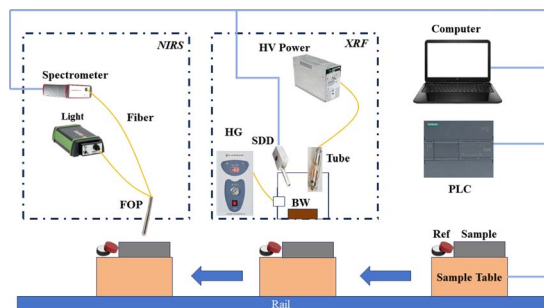 NIRS
XRF
Computer
Spectrometer
HV Power
Light
Fiber
HG
SDD
Tube
PLC
FOP
BW
Ref
Sample
Sample Table
Rail